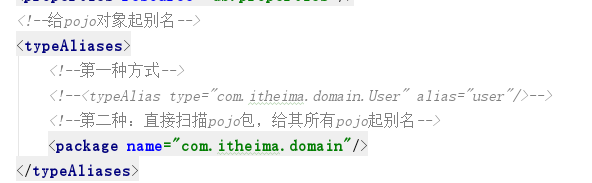 <!--给pojo对象起别名-->
<typeAliases>
<!--第一种方式-->
<!--<typeAlias type="com.itheima.domain.User" alias="user"/>-->
<!--第二种：直接扫描pojo包，给其所有pojo起别名-->
<package name="com.itheima.domain"/>
</typeAliases>